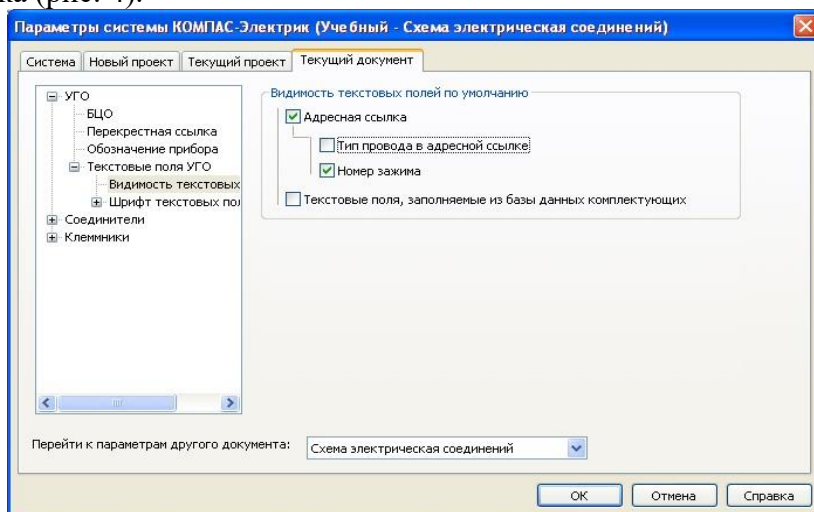 ка (рис. 4).
Параметры системы КОМПАС-Электрик (Учебный - Схема электрическая соединений)
Система Новый проект Текущий проект Текущий документ
УГО
БЦО
Перекрестная ссылка
Обозначение прибора
Текстовые поля УГО
Видимость текстовых
Шрифт текстовых пол
Соединители
Клеммники
Видимость текстовых полей по умолчанию
Адресная ссылка
Тип провода в адресной ссылке
Номер зажима
Текстовые поля, заполняемые из базы данных комплектующих
Перейти к параметрам другого документа: Схема электрическая соединений
ОК Отмена Справка